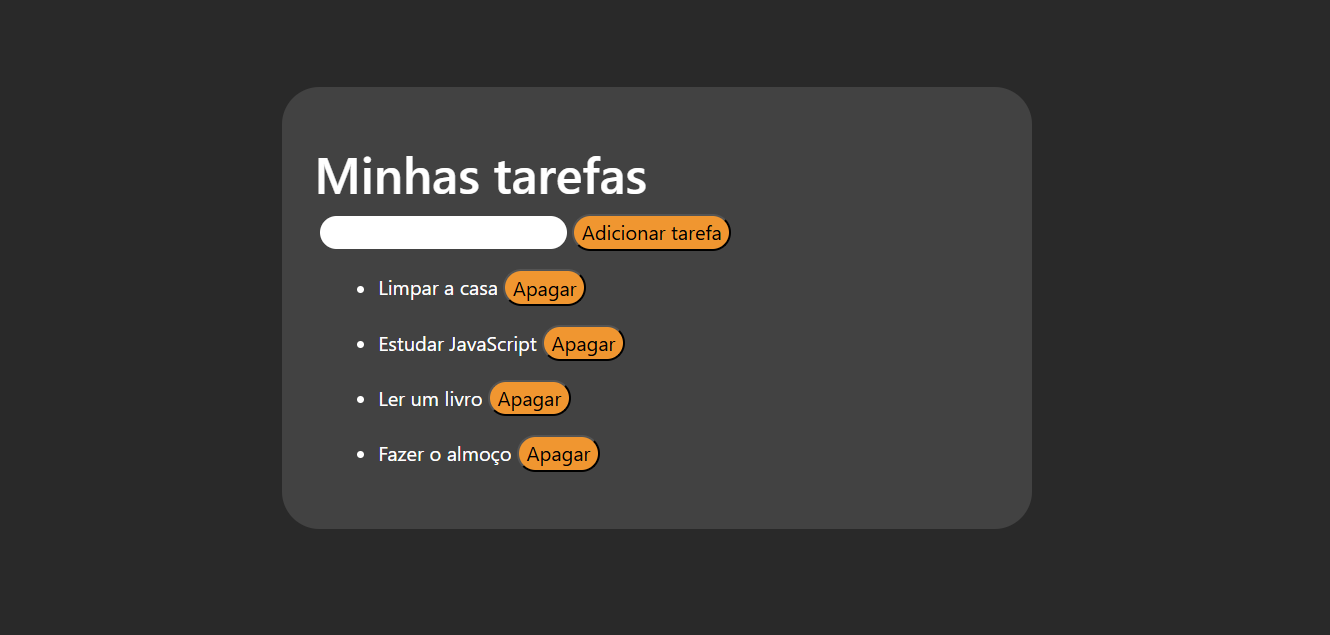 Minhas tarefas
Adicionar tarefa
Limpar a casa Apagar
Estudar JavaScript Apagar
Ler um livro Apagar
Fazer o almoço Apagar